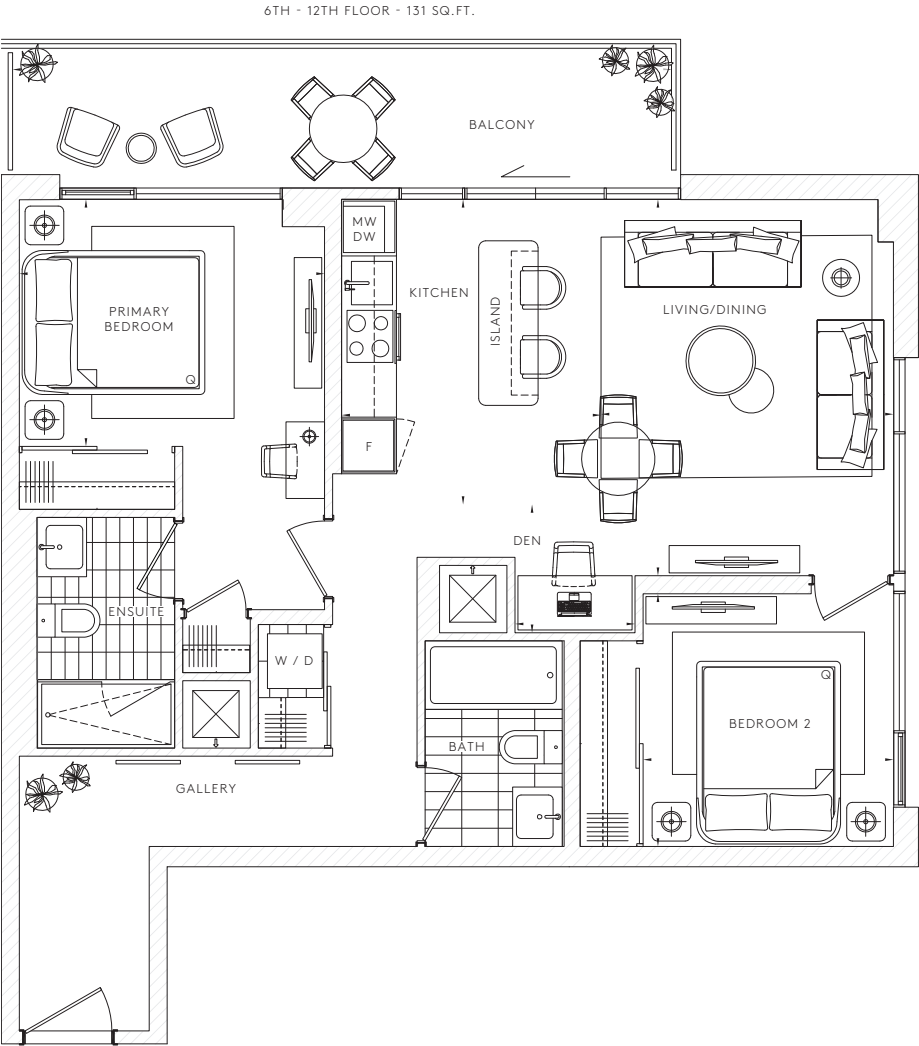 6TH - 12TH FLOOR - 131 SQ.FT.
BALCONY
MW
DW
KITCHEN
ISLAND
LIVING/DINING
PRIMARY
BEDROOM
Q
F
DEN
ENSUITE
W / D
Q
BEDROOM 2
BATH
GALLERY